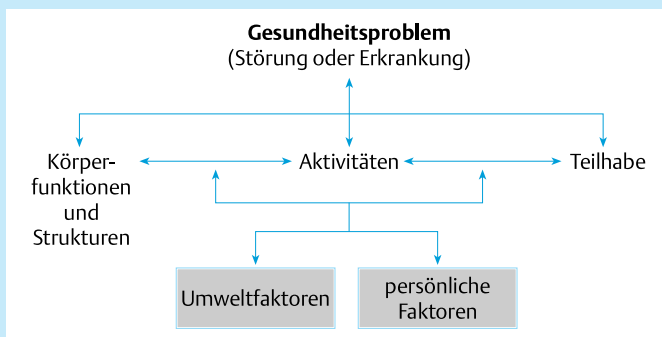 Gesundheitsproblem
(Störung oder Erkrankung)
Körper-
funktionen
und
Strukturen
Aktivitäten
Teilhabe
Umweltfaktoren
persönliche
Faktoren